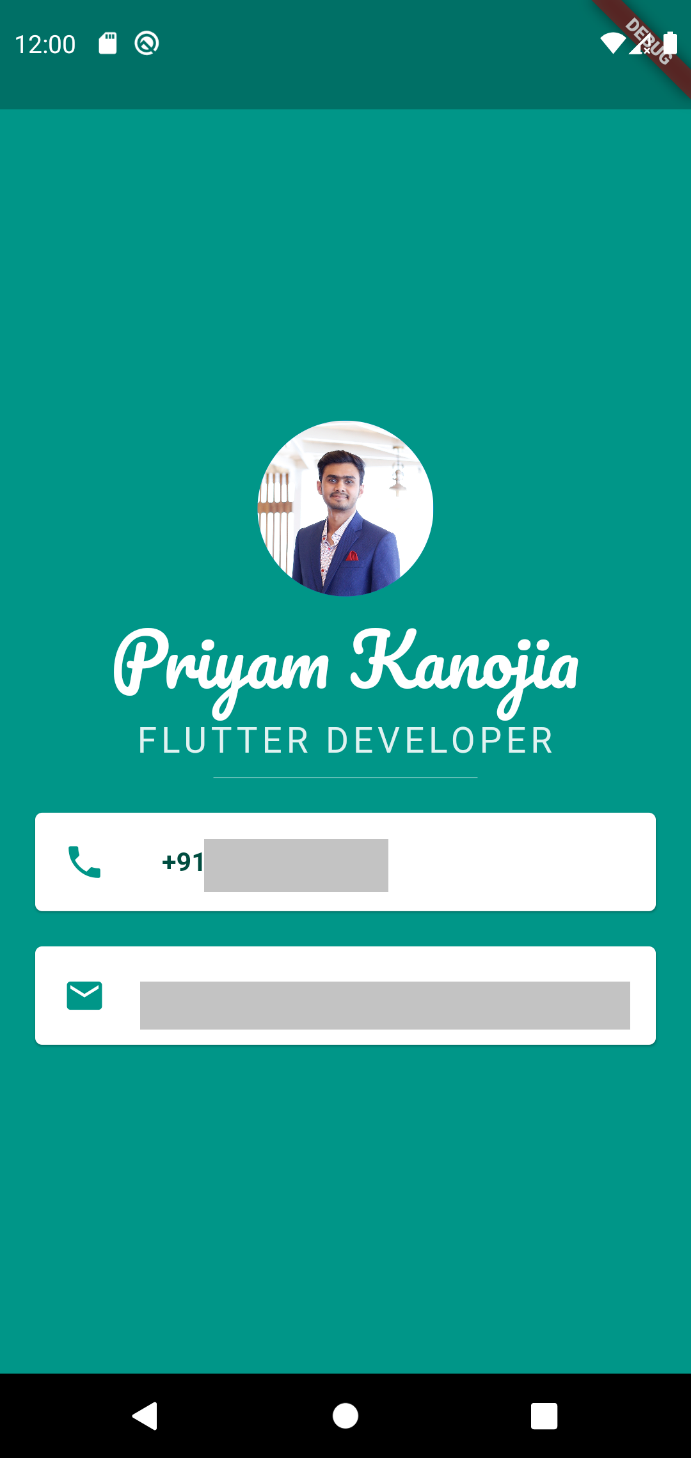 12:00
DEBUG
Priyam Kanojia
FLUTTER DEVELOPER
+91